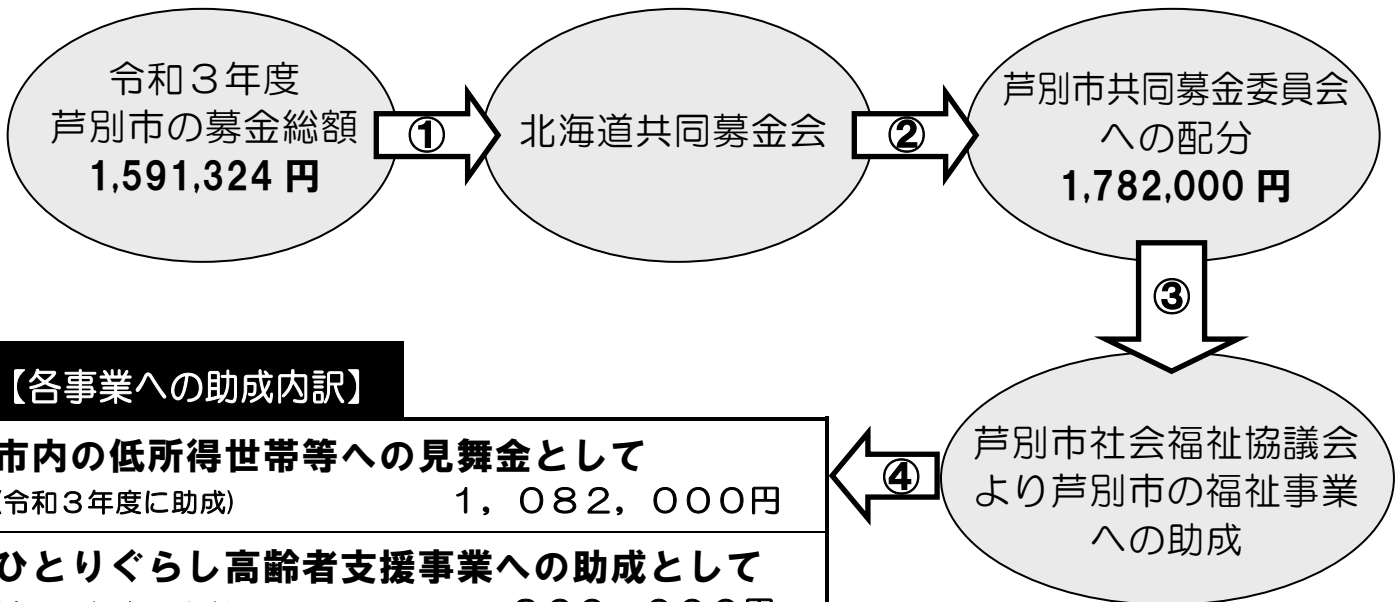 令和３年度
芦別市の募金総額
1,591,324 円
①
北海道共同募金会
②
芦別市共同募金委員会
への配分
1,782,000 円
③
芦別市社会福祉協議会
より芦別市の福祉事業
への助成
④
【各事業への助成内訳】
市内の低所得世帯等への見舞金として
(令和３年度に助成) １，０８２，０００円
ひとりぐらし高齢者支援事業への助成として